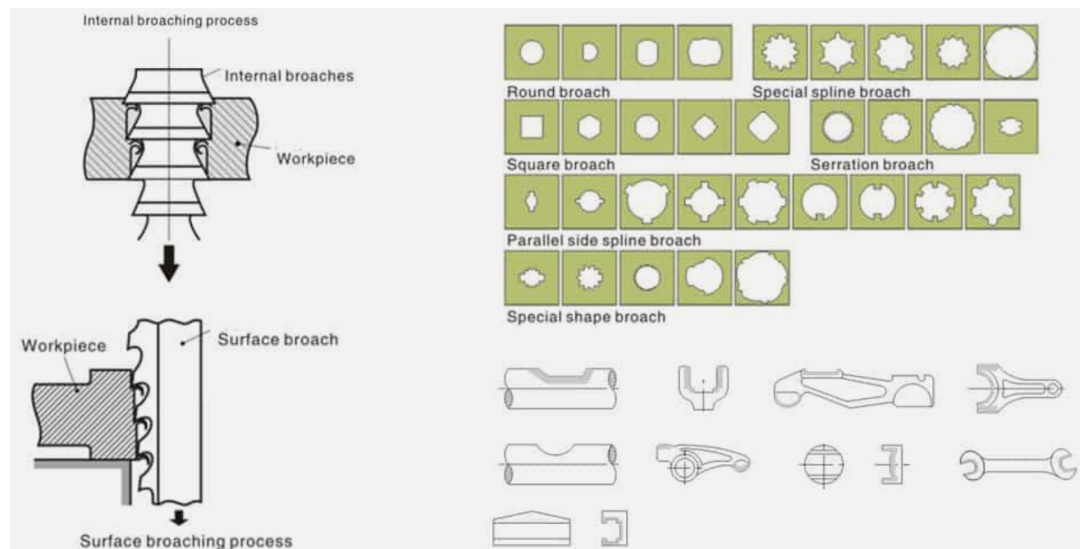 Internal broaching process
Internal broaches
Workpiece
Workpiece
Surface broach
Surface broaching process
Round broach
Special spline broach
Square broach
Serration broach
Parallel side spline broach
Special shape broach